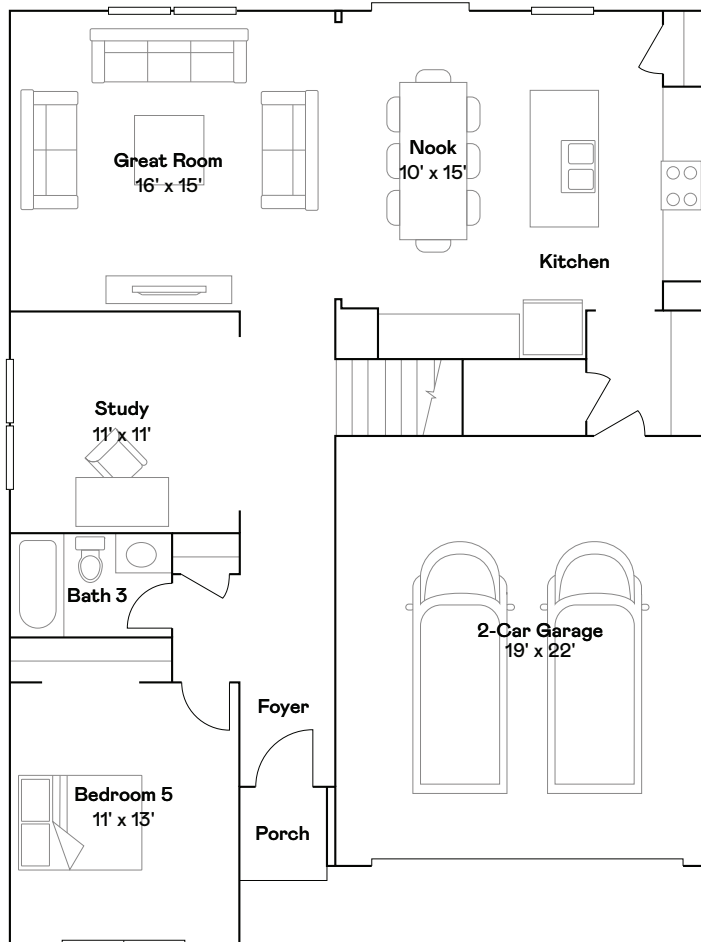 Great Room
16' x 15'
Nook
10' x 15'
Kitchen
Study
11' x 11'
Bath 3
2-Car Garage
19' x 22'
Foyer
Bedroom 5
11' x 13'
Porch